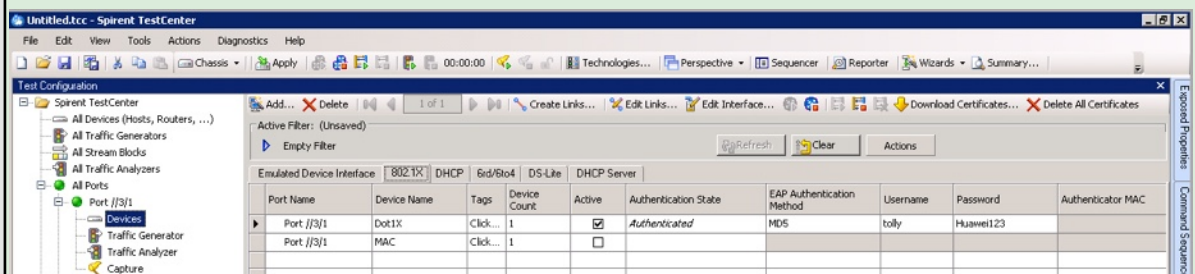 Untitled.tcc - Spirent TestCenter
File Edit View Tools Actions Diagnostics Help
Chassis Apply 00:00:00 Technologies... Perspective Sequencer Reporter Wizards Summary...
Test Configuration
Spirent TestCenter
All Devices (Hosts, Routers, ...)
All Traffic Generators
All Stream Blocks
All Traffic Analyzers
All Ports
Port //3/1
Devices
Traffic Generator
Traffic Analyzer
Capture
Add... Delete 1 of 1 Create Links... Edit Links... Edit Interface... Download Certificates... Delete All Certificates
Active Filter: (Unsaved)
Empty Filter Refresh Clear Actions
Emulated Device Interface 802.1X DHCP 6rd/6to4 DS-Lite DHCP Server
Port Name Device Name Tags Device Count Active Authentication State EAP Authentication Method Username Password Authenticator MAC
Port //3/1 Dot1X Click... 1 Authenticated MD5 tolly Huawei123
Port //3/1 MAC Click... 1
Exposed Properties